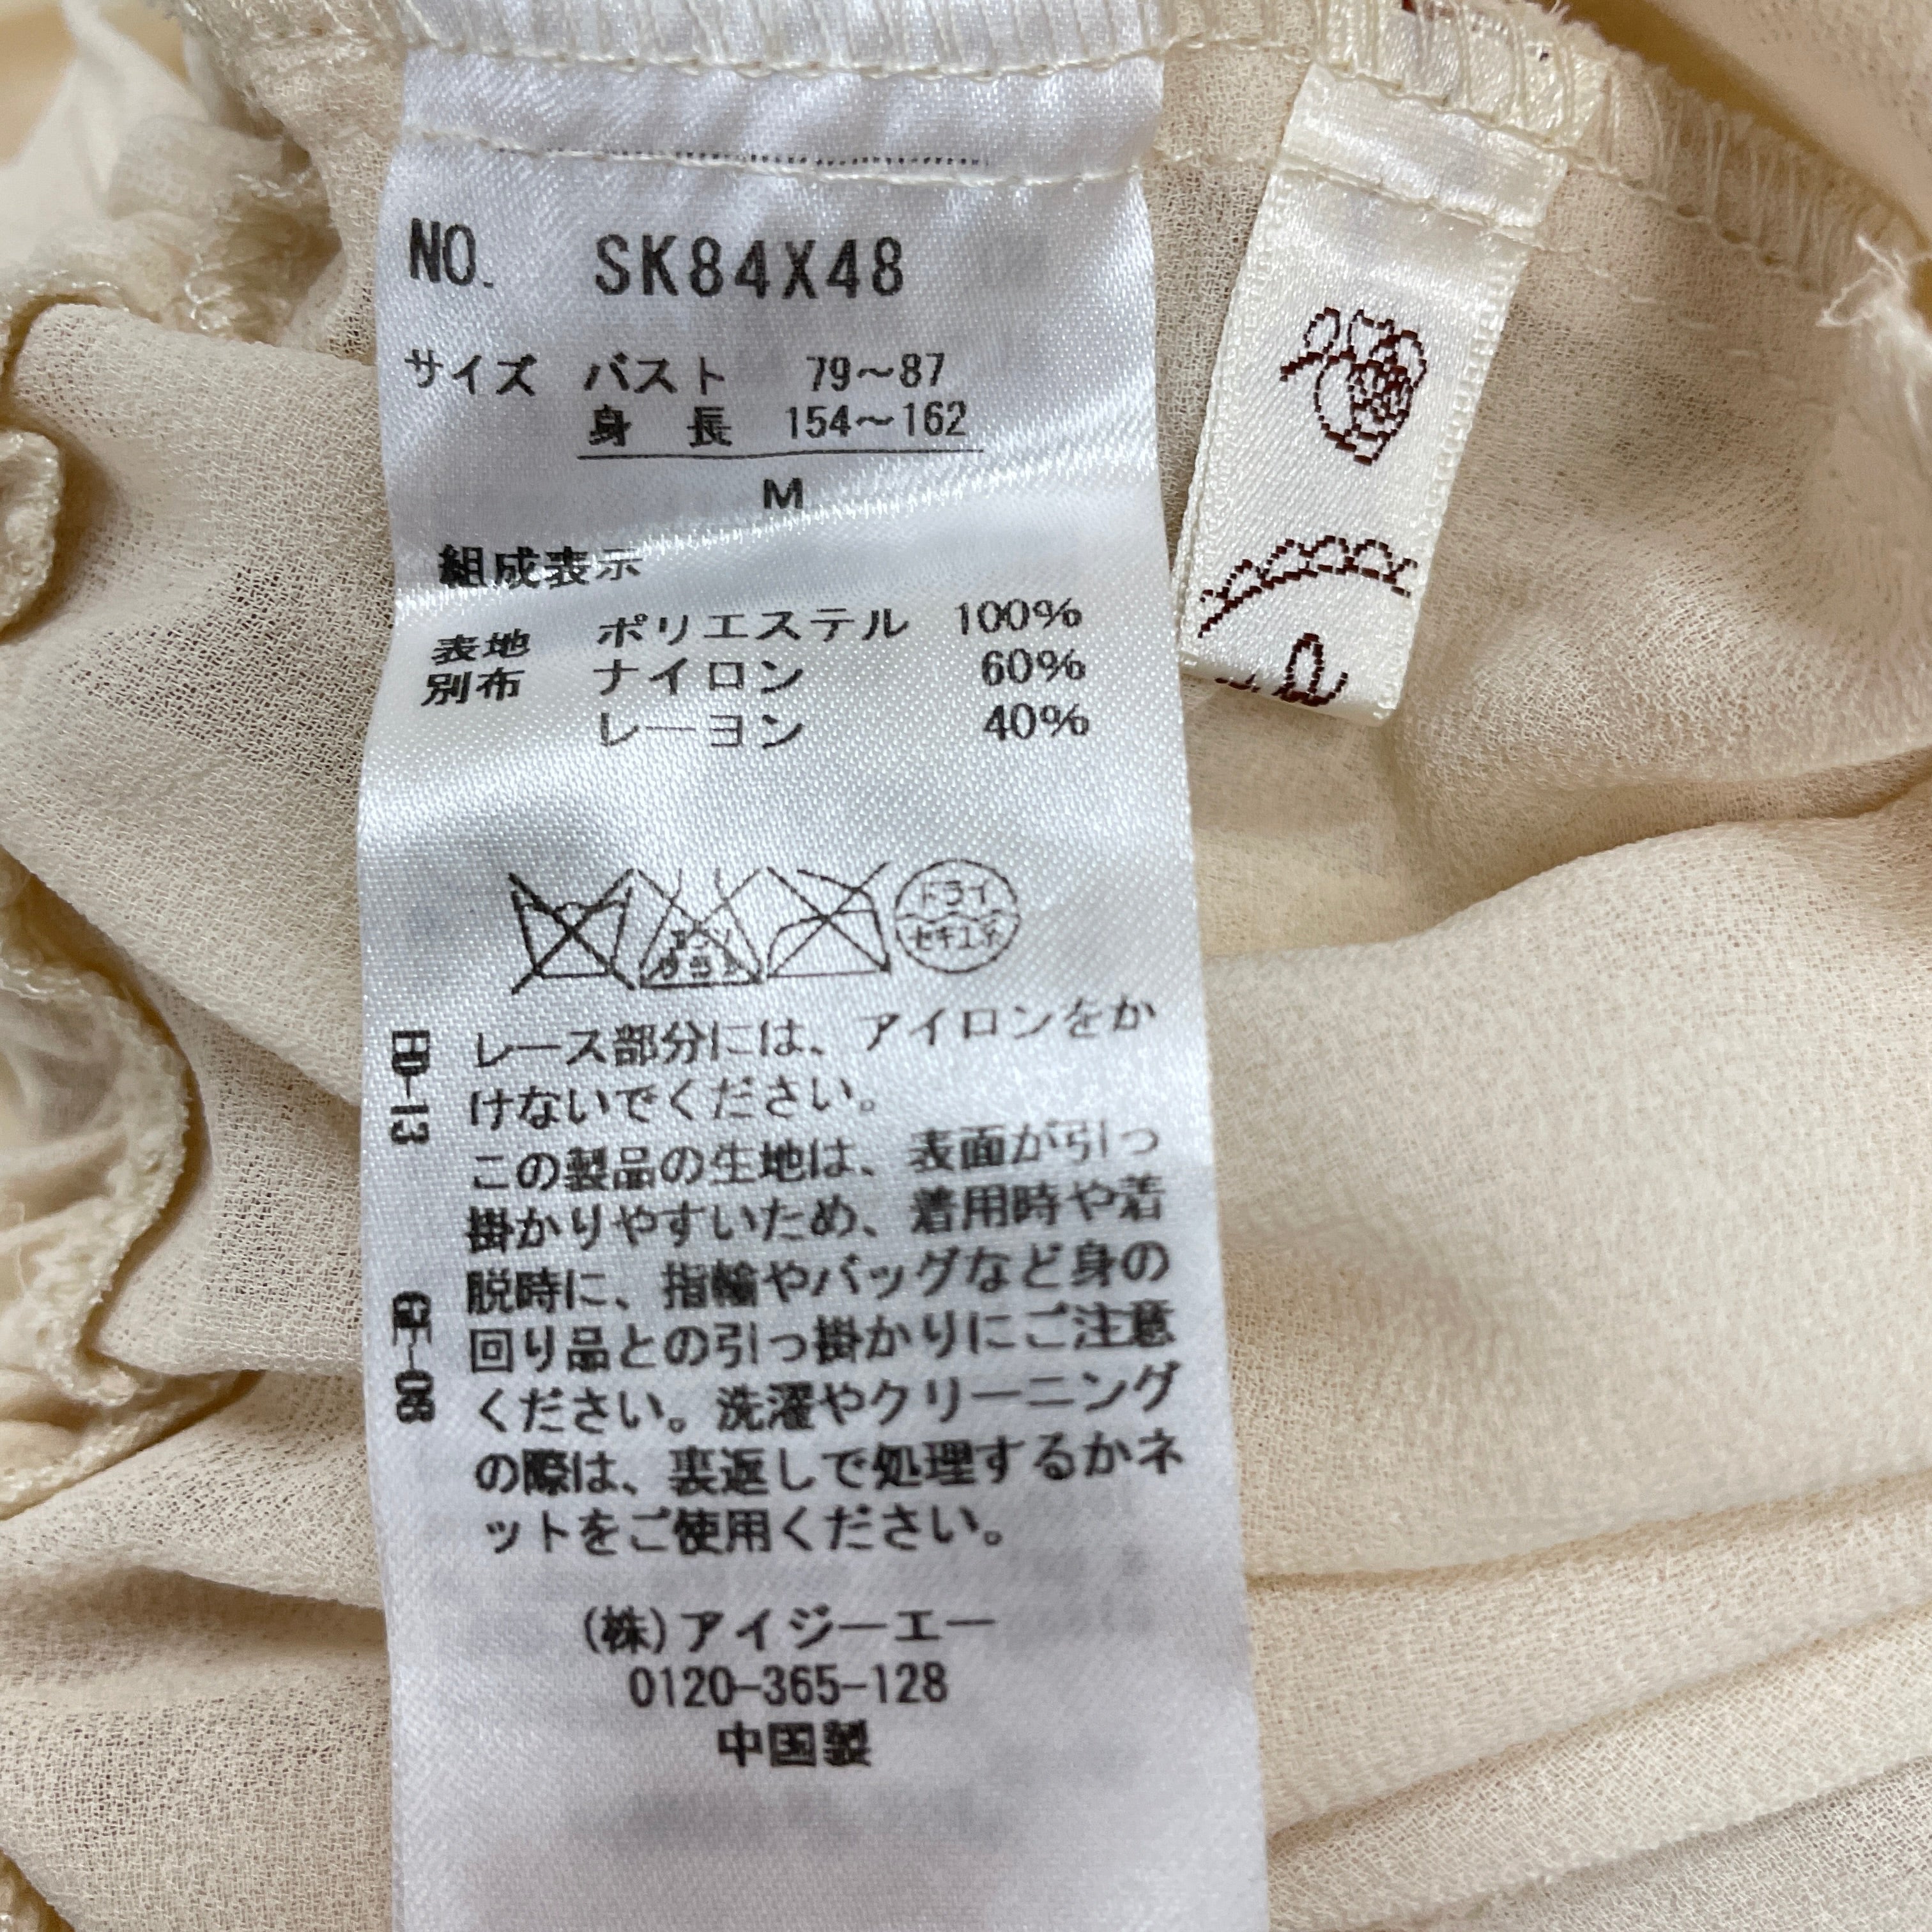 NO. SK84X48
サイズ バスト 79～87
身 長 154～162
M
組成表示
表地 ポリエステル 100%
別布 ナイロン 60%
レーヨン 40%
エンソ
サラシ
ドライ
セキユ系
レース部分には、アイロンをか
けないでください。
この製品の生地は、表面が引っ
掛かりやすいため、着用時や着
脱時に、指輪やバッグなど身の
回り品との引っ掛かりにご注意
ください。洗濯やクリーニング
の際は、裏返しで処理するかネ
ットをご使用ください。
ED-13
GE-08
(株)アイジーエー
0120-365-128
中国製